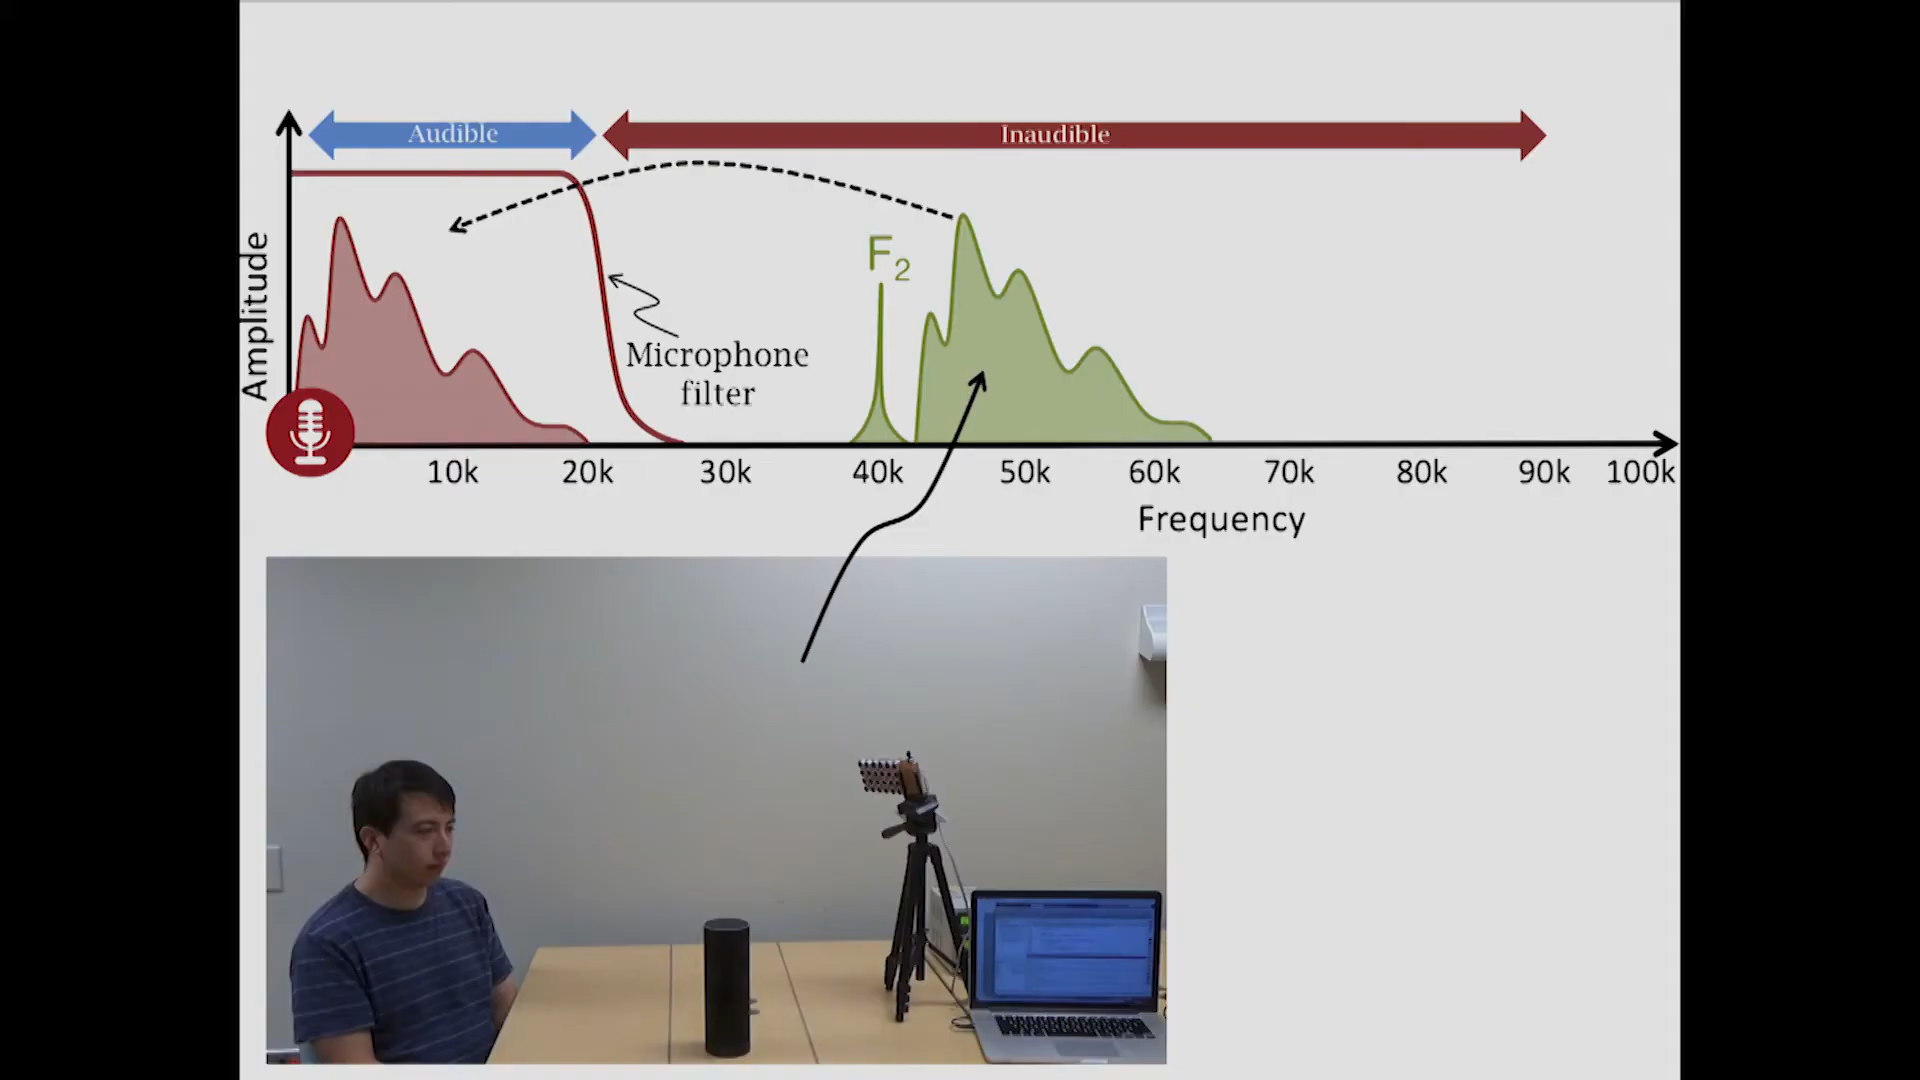 Audible
Inaudible
Amplitude
F2
Microphone
filter
10k 20k 30k 40k 50k 60k 70k 80k 90k 100k
Frequency